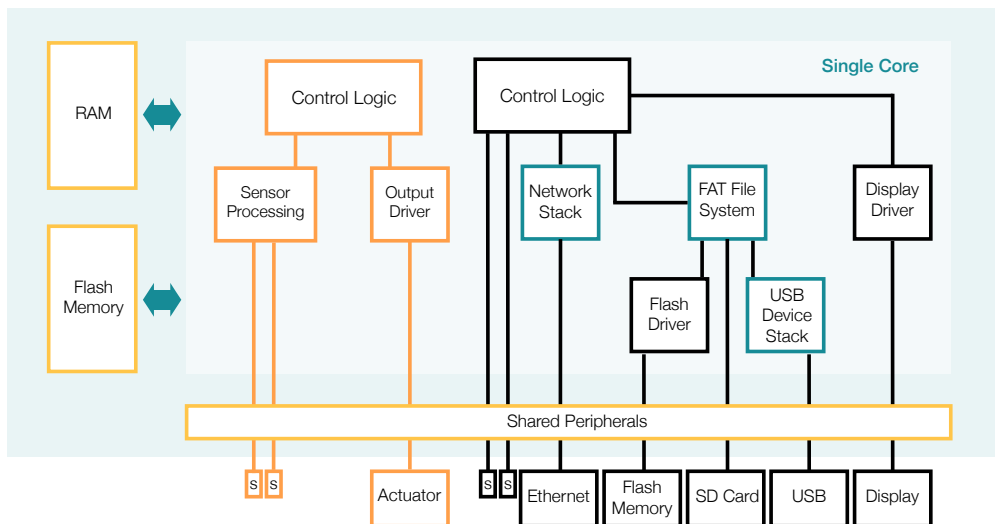 Single Core
RAM
Control Logic
Control Logic
Sensor
Processing
Output
Driver
Network
Stack
FAT File
System
Display
Driver
Flash
Memory
Flash
Driver
USB
Device
Stack
Shared Peripherals
S
S
Actuator
S
S
Ethernet
Flash
Memory
SD Card
USB
Display